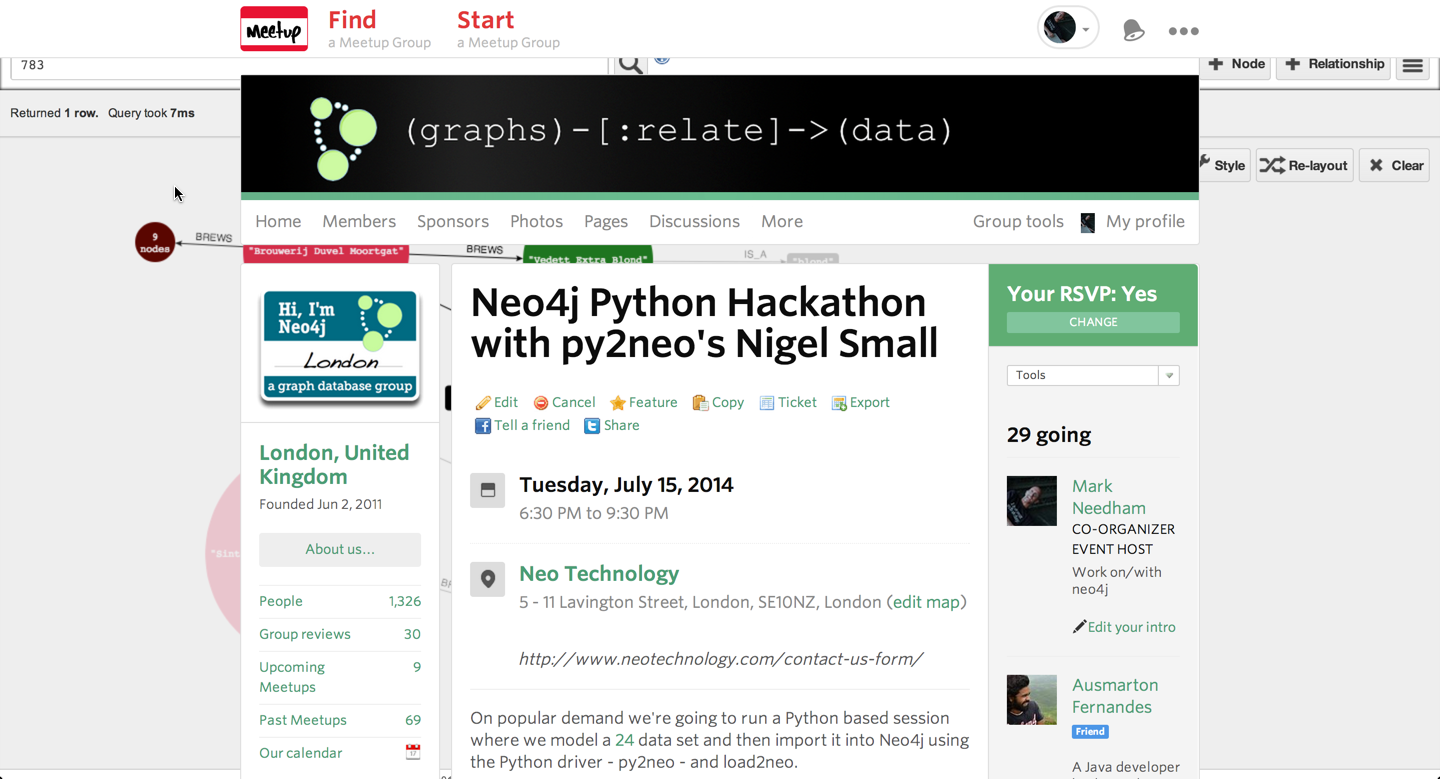 Meetup
Find
a Meetup Group
Start
a Meetup Group
783
Node
Relationship
Returned 1 row. Query took 7ms
(graphs)-[:relate]->(data)
Style
Re-layout
Clear
Home
Members
Sponsors
Photos
Pages
Discussions
More
Group tools
My profile
9
nodes
BREWS
"Brouwerij Duvel Moortgat"
BREWS
"Vedett Extra Blond"
IS_A
"blond"
Hi, I'm
Neo4j
London
a graph database group
London, United
Kingdom
Founded Jun 2, 2011
About us...
People 1,326
Group reviews 30
Upcoming 9
Meetups
Past Meetups 69
Our calendar
17
Neo4j Python Hackathon
with py2neo's Nigel Small
Edit Cancel Feature Copy Ticket Export
Tell a friend Share
Tuesday, July 15, 2014
6:30 PM to 9:30 PM
Neo Technology
5 - 11 Lavington Street, London, SE10NZ, London (edit map)
http://www.neotechnology.com/contact-us-form/
On popular demand we're going to run a Python based session
where we model a 24 data set and then import it into Neo4j using
the Python driver - py2neo - and load2neo.
Your RSVP: Yes
CHANGE
Tools
29 going
Mark
Needham
CO-ORGANIZER
EVENT HOST
Work on/with
neo4j
Edit your intro
Ausmarton
Fernandes
Friend
A Java developer